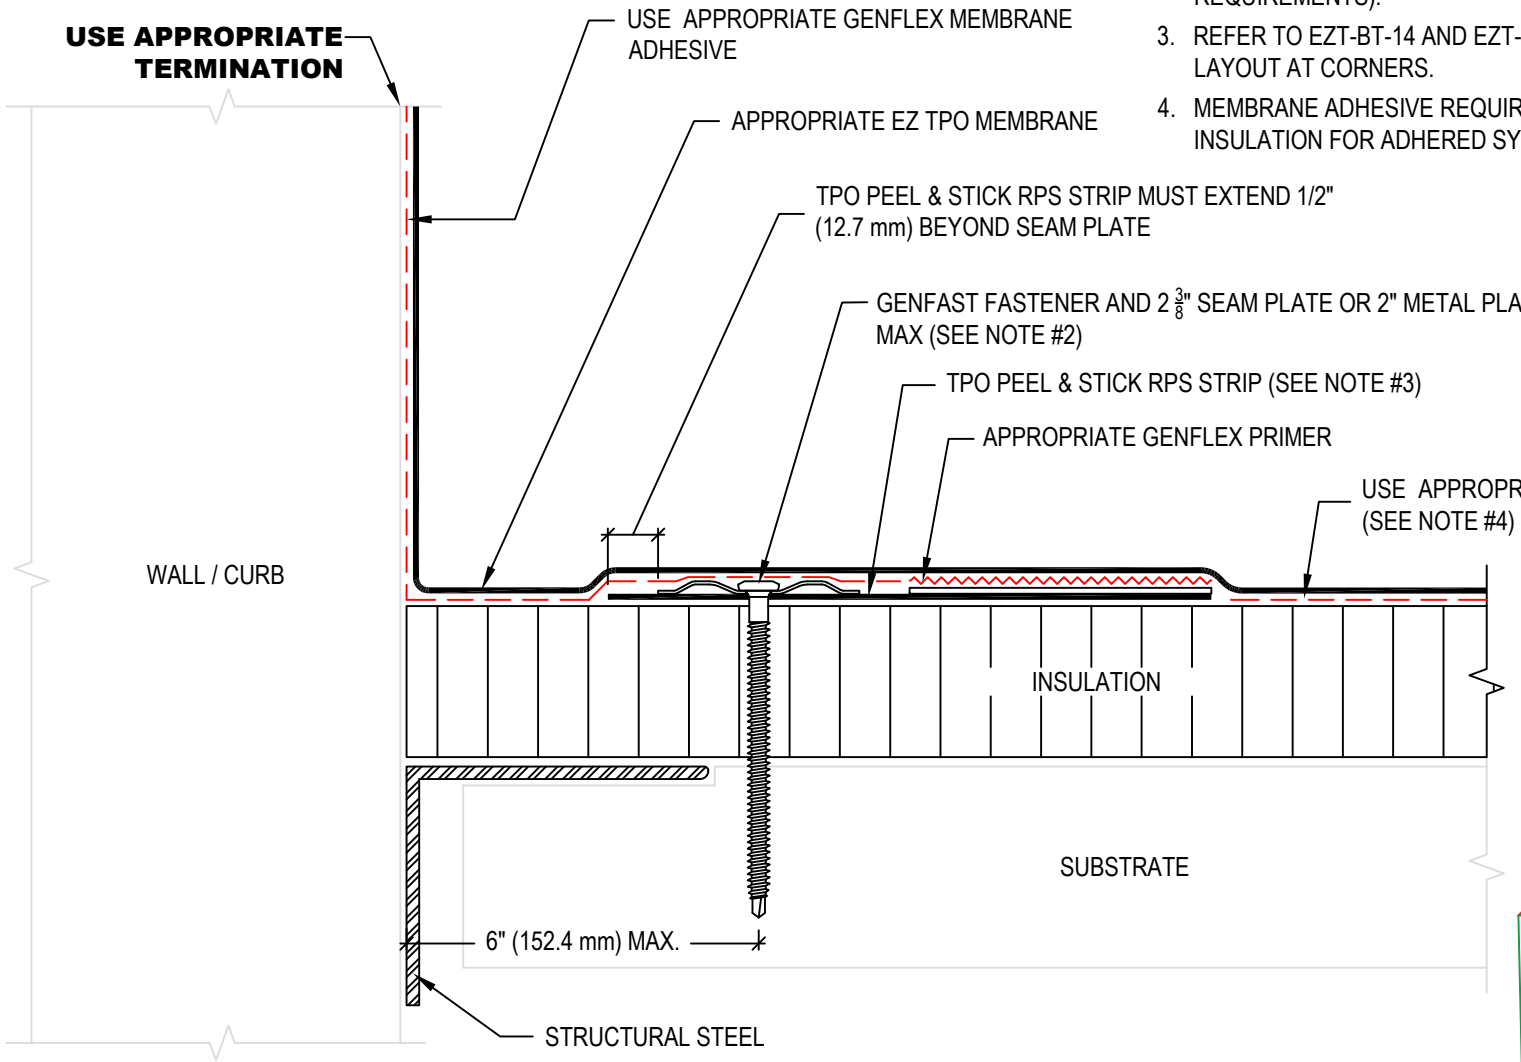 USE APPROPRIATE
TERMINATION
USE APPROPRIATE GENFLEX MEMBRANE
ADHESIVE
REQUIREMENTS).
3. REFER TO EZT-BT-14 AND EZT-
LAYOUT AT CORNERS.
4. MEMBRANE ADHESIVE REQUIR
INSULATION FOR ADHERED SY
APPROPRIATE EZ TPO MEMBRANE
TPO PEEL & STICK RPS STRIP MUST EXTEND 1/2"
(12.7 mm) BEYOND SEAM PLATE
GENFAST FASTENER AND 2 3/8" SEAM PLATE OR 2" METAL PLA
MAX (SEE NOTE #2)
TPO PEEL & STICK RPS STRIP (SEE NOTE #3)
APPROPRIATE GENFLEX PRIMER
USE APPROPR
(SEE NOTE #4)
WALL / CURB
INSULATION
SUBSTRATE
6" (152.4 mm) MAX.
STRUCTURAL STEEL